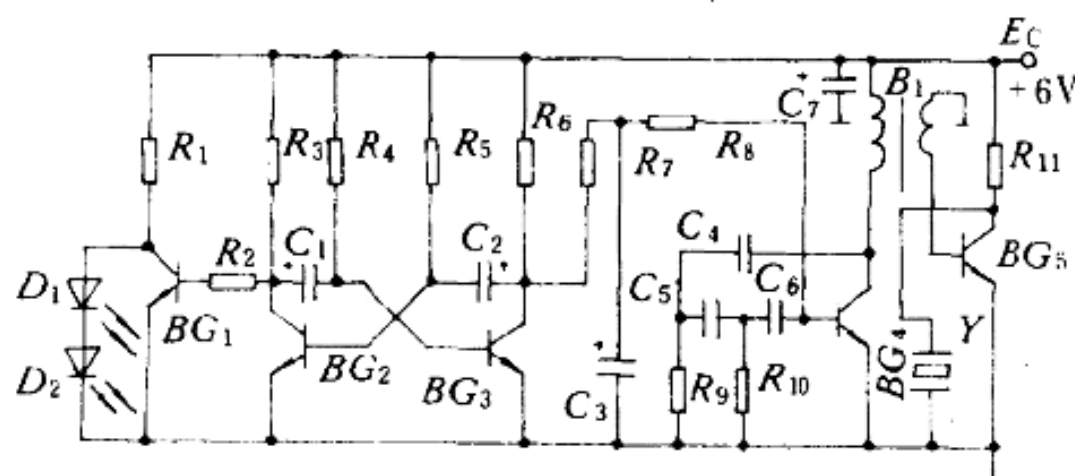 EC
+6V
B1
C7
R1
R3
R4
R5
R6
R7
R8
R11
R2
C1
C2
C4
C5
C6
D1
D2
BG1
BG2
BG3
C3
R9
R10
BG4
Y
BG5